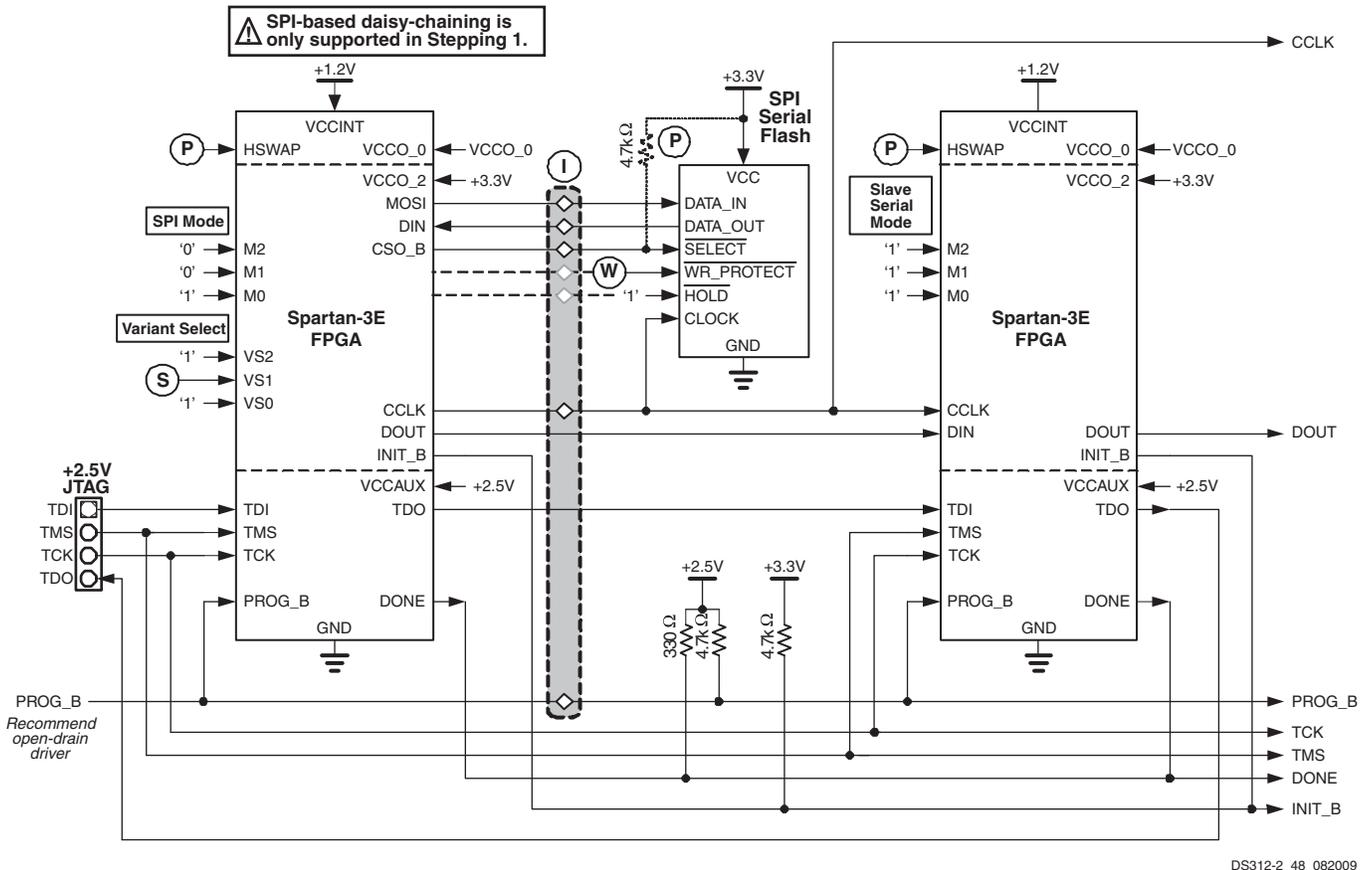 SPI-based daisy-chaining is
only supported in Stepping 1.
CCLK
+1.2V
+3.3V
+1.2V
SPI
Serial
Flash
4.7kΩ
P
I
P
HSWAP
VCCINT
VCCO_0
VCCO_0
VCCO_2
+3.3V
MOSI
DIN
CSO_B
SPI Mode
'0'
M2
'0'
M1
'1'
M0
Variant Select
'1'
VS2
S
VS1
'1'
VS0
Spartan-3E
FPGA
CCLK
DOUT
INIT_B
VCCAUX
+2.5V
TDO
TDI
TMS
TCK
PROG_B
DONE
GND
VCC
DATA_IN
DATA_OUT
SELECT
W
WR_PROTECT
'1'
HOLD
CLOCK
GND
P
HSWAP
VCCINT
VCCO_0
VCCO_0
VCCO_2
+3.3V
Slave
Serial
Mode
'1'
M2
'1'
M1
'1'
M0
Spartan-3E
FPGA
CCLK
DIN
DOUT
DOUT
INIT_B
VCCAUX
+2.5V
TDI
TDO
TMS
TCK
PROG_B
DONE
GND
+2.5V
JTAG
TDI
TMS
TCK
TDO
+2.5V
+3.3V
330 Ω
4.7kΩ
4.7kΩ
PROG_B
Recommend
open-drain
driver
PROG_B
TCK
TMS
DONE
INIT_B
DS312-2_48_082009